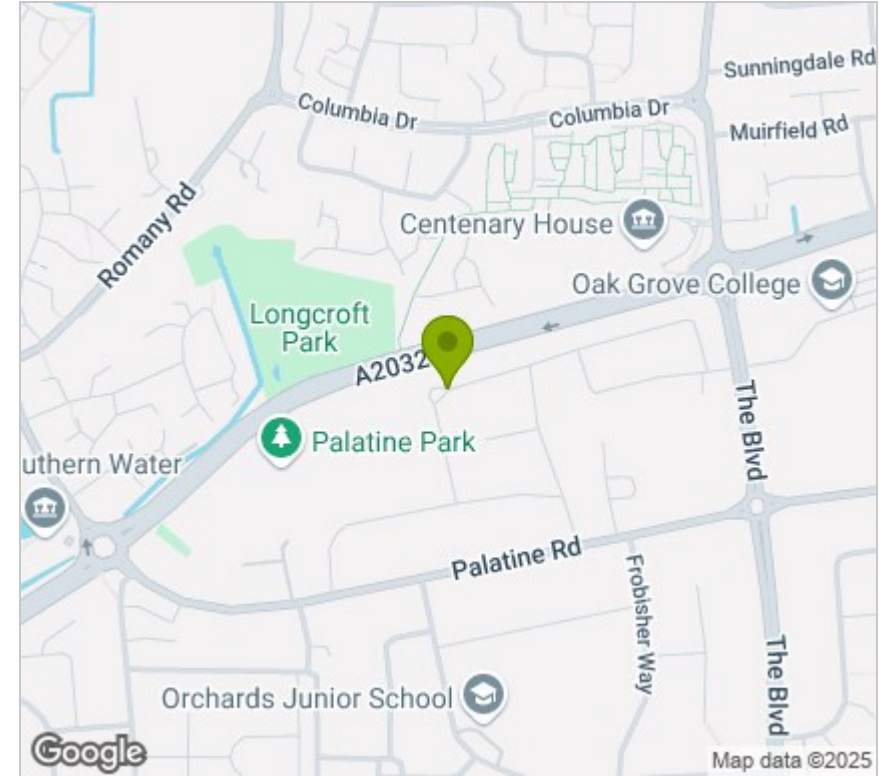 Sunningdale Rd
Columbia Dr
Columbia Dr
Muirfield Rd
Romany Rd
Centenary House
Oak Grove College
Longcroft
Park
A2032
The Blvd
Palatine Park
uthern Water
Palatine Rd
Frobisher Way
The Blvd
Orchards Junior School
Google
Map data ©2025